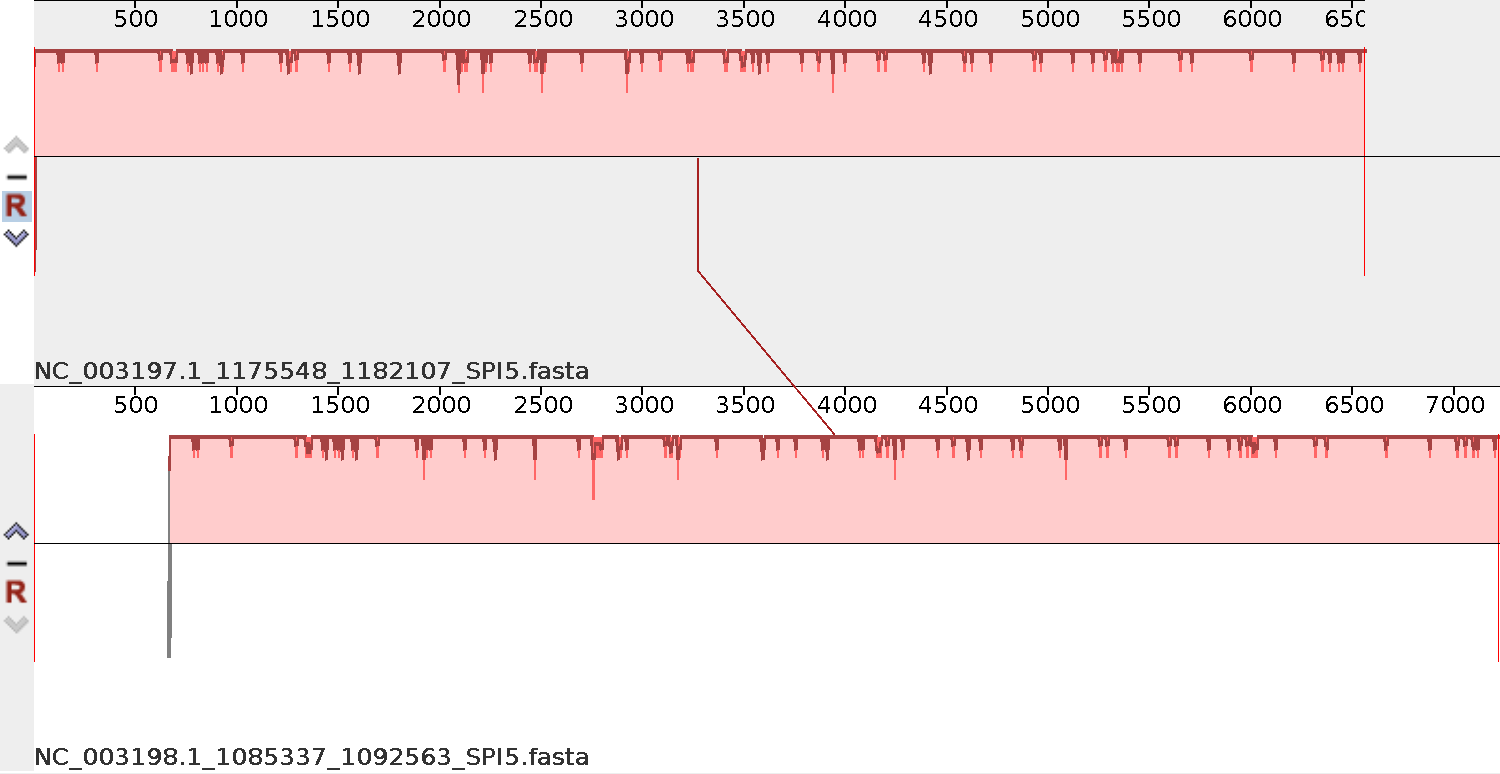 500 1000 1500 2000 2500 3000 3500 4000 4500 5000 5500 6000
R
NC_003197.1_1175548_1182107_SPI5.fasta
500 1000 1500 2000 2500 3000 3500 4000 4500 5000 5500 6000 6500 7000
R
NC_003198.1_1085337_1092563_SPI5.fasta